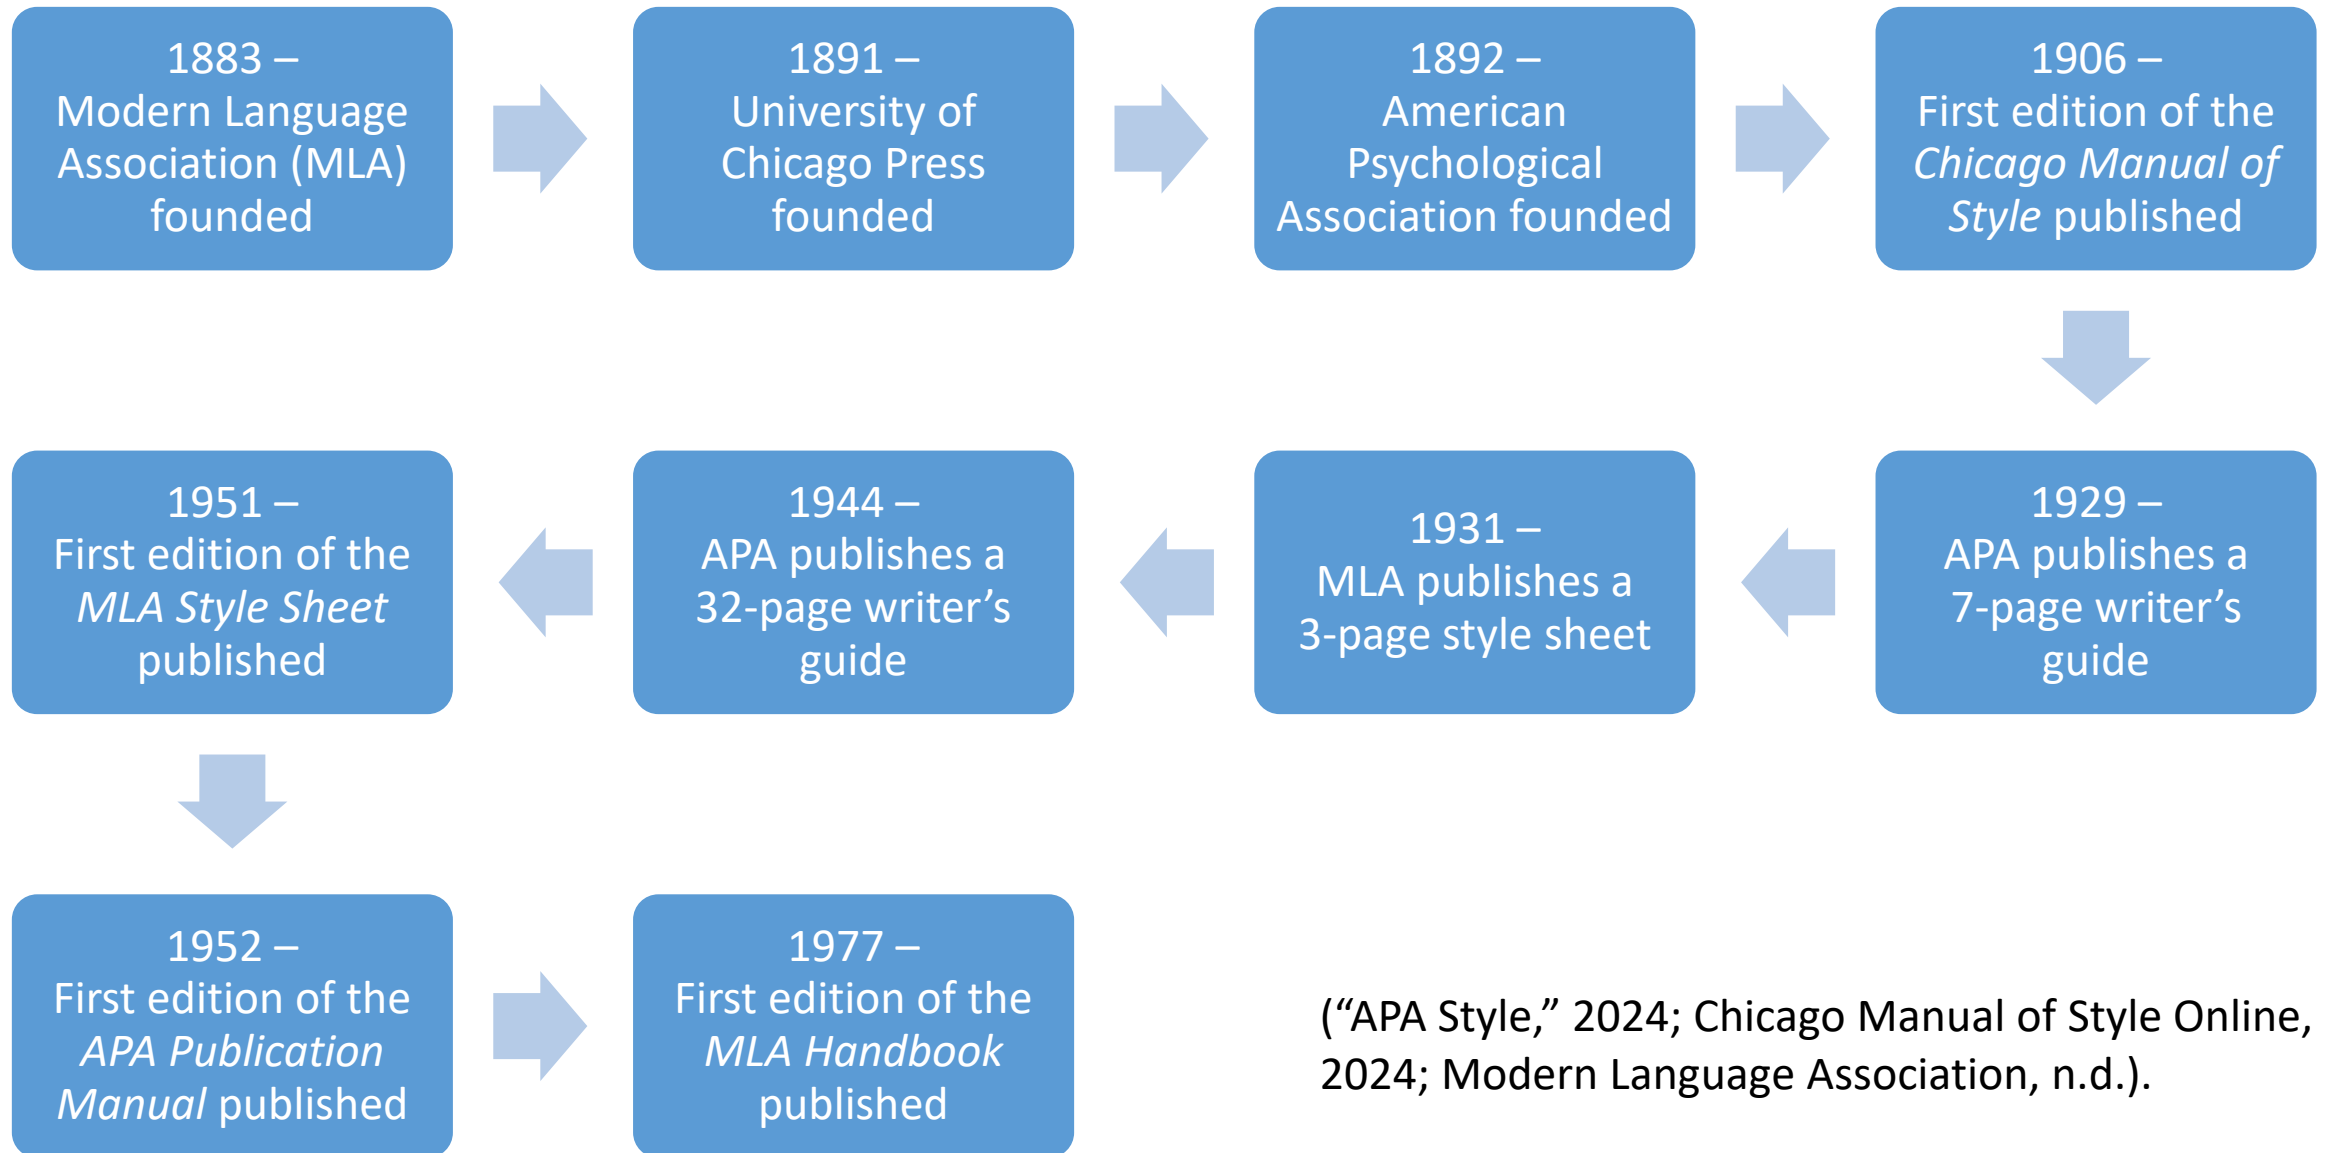 1883 –
Modern Language
Association (MLA)
founded
1891 –
University of
Chicago Press
founded
1892 –
American
Psychological
Association founded
1906 –
First edition of the
Chicago Manual of
Style published
1929 –
APA publishes a
7-page writer’s
guide
1931 –
MLA publishes a
3-page style sheet
1944 –
APA publishes a
32-page writer’s
guide
1951 –
First edition of the
MLA Style Sheet
published
1952 –
First edition of the
APA Publication
Manual published
1977 –
First edition of the
MLA Handbook
published
(“APA Style,” 2024; Chicago Manual of Style Online,
2024; Modern Language Association, n.d.).